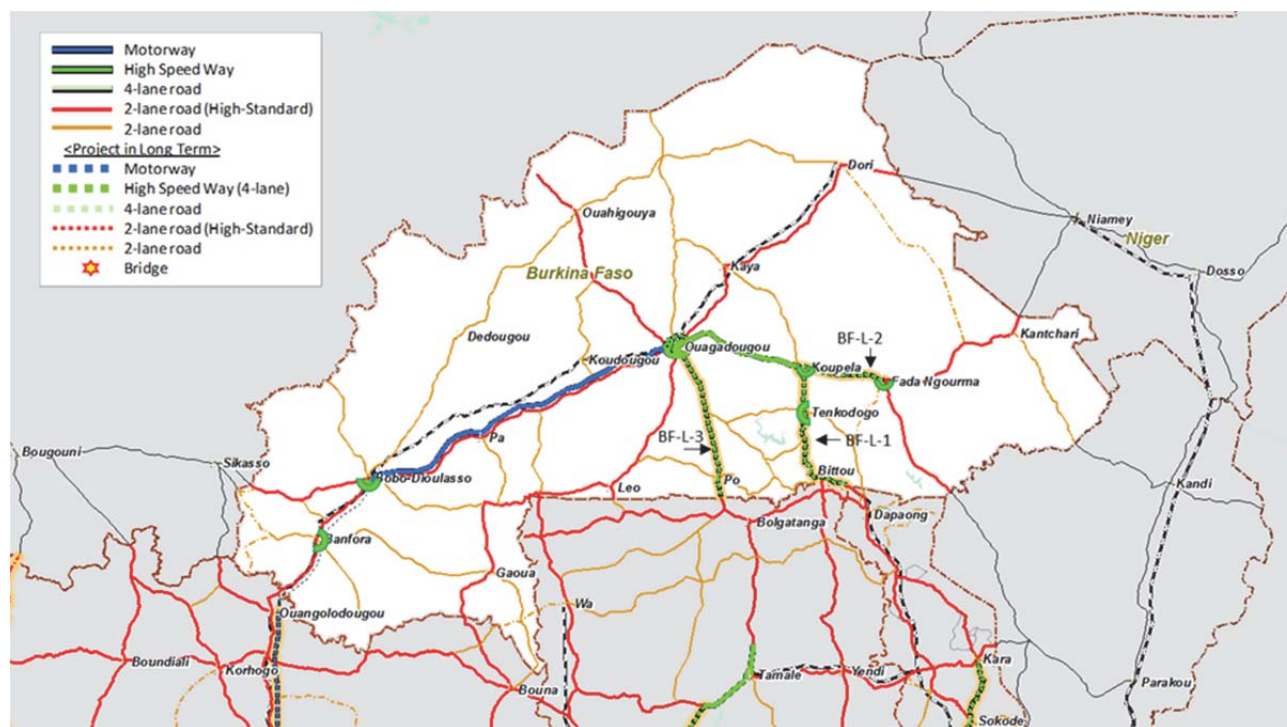 Motorway
High Speed Way
4-lane road
2-lane road (High-Standard)
2-lane road
<Project in Long Term>
Motorway
High Speed Way (4-lane)
4-lane road
2-lane road (High-Standard)
2-lane road
Bridge
Dori
Ouahigouya
Niamey
Niger
Burkina Faso
Kaya
Dosso
Dedougou
Kantchari
Koudougou
Ouagadougou
BF-L-2
Koupela
Fada Ngourma
Tenkodogo
Pa
BF-L-3
BF-L-1
Bougouni
Sikasso
Bobo-Dioulasso
Bittou
Leo
Po
Kandi
Dapaong
Bolgatanga
Banfora
Gaoua
Wa
Ouangolodougou
Boundiali
Korhogo
Kara
Bouna
Tamale
Yendi
Parakou
Sokode